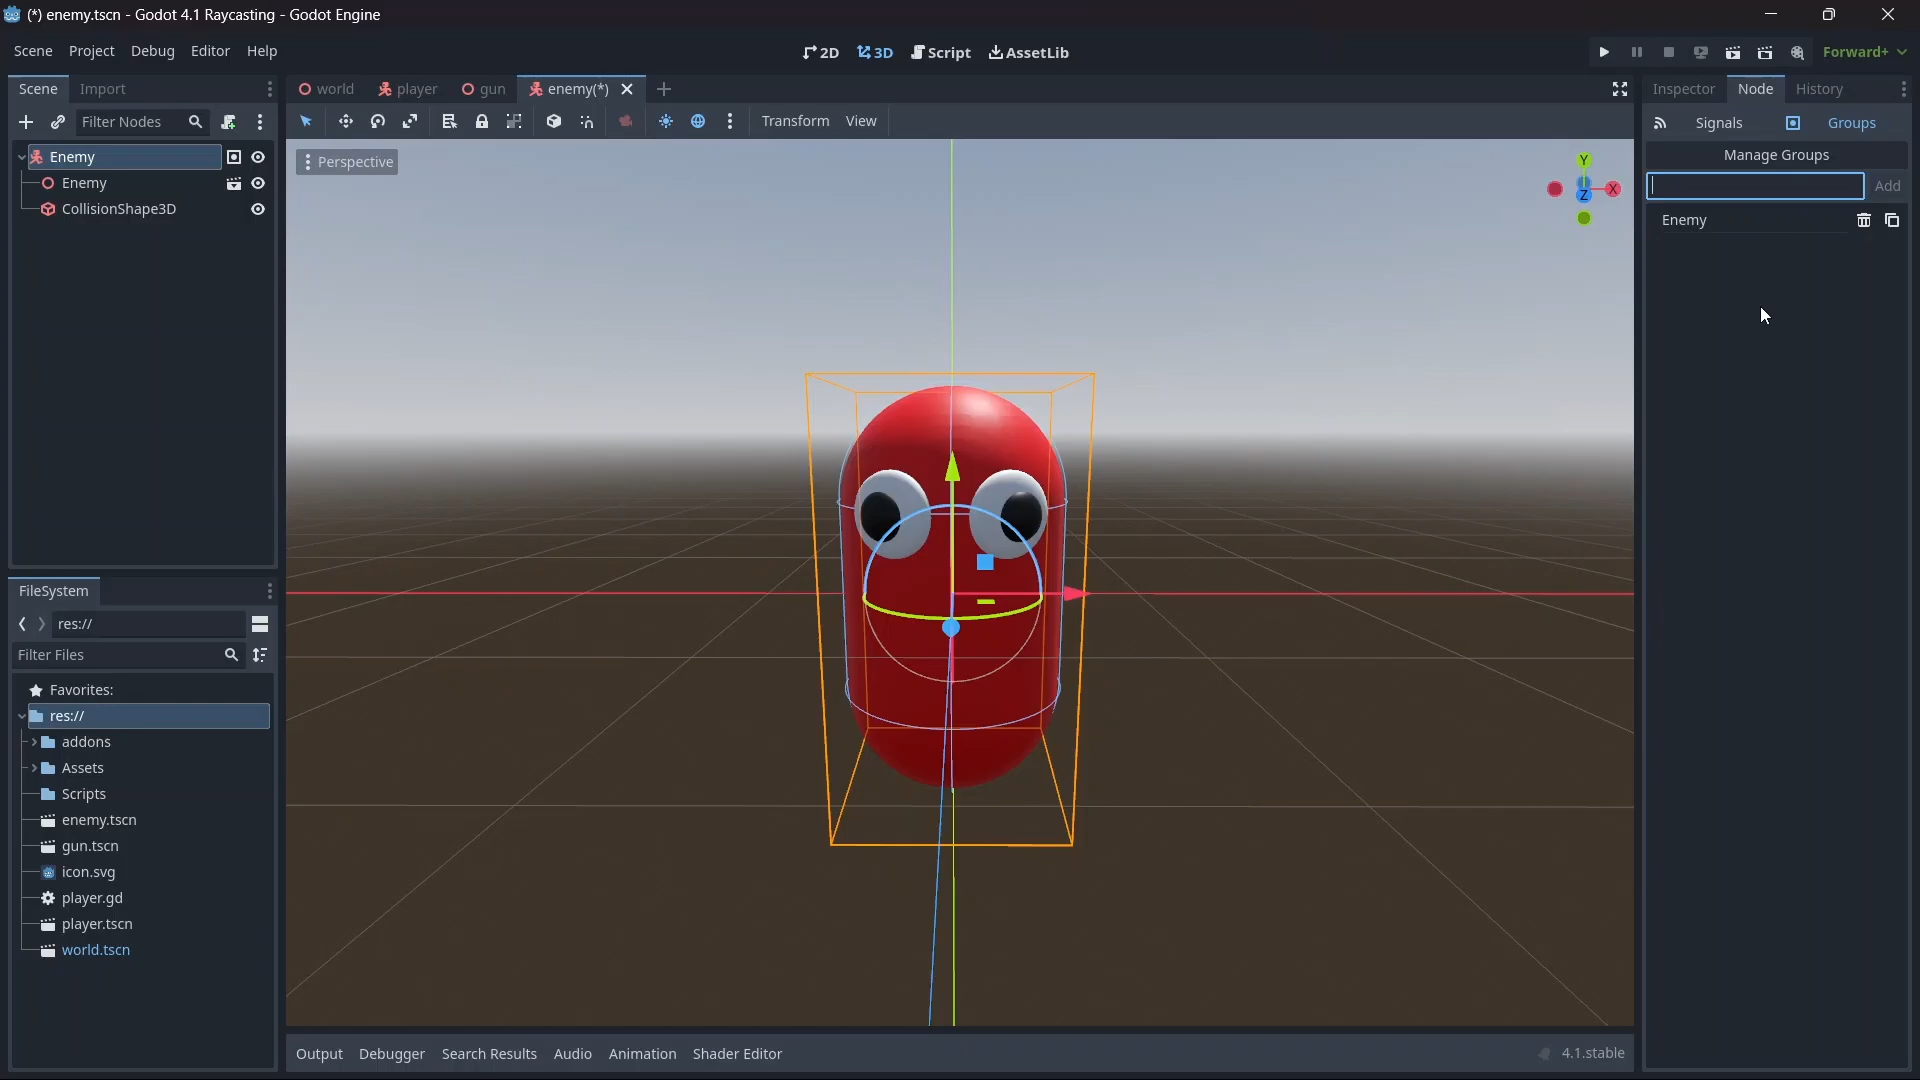 (*) enemy.tscn - Godot 4.1 Raycasting - Godot Engine
Scene Project Debug Editor Help
2D 3D Script AssetLib
Forward+
Scene Import
world player gun enemy(*)
Inspector Node History
Filter Nodes
Transform View
Signals Groups
Manage Groups
Add
Enemy
Enemy
Enemy
CollisionShape3D
Perspective
Y
X
Z
FileSystem
res://
Filter Files
Favorites:
res://
addons
Assets
Scripts
enemy.tscn
gun.tscn
icon.svg
player.gd
player.tscn
world.tscn
Output Debugger Search Results Audio Animation Shader Editor
4.1.stable